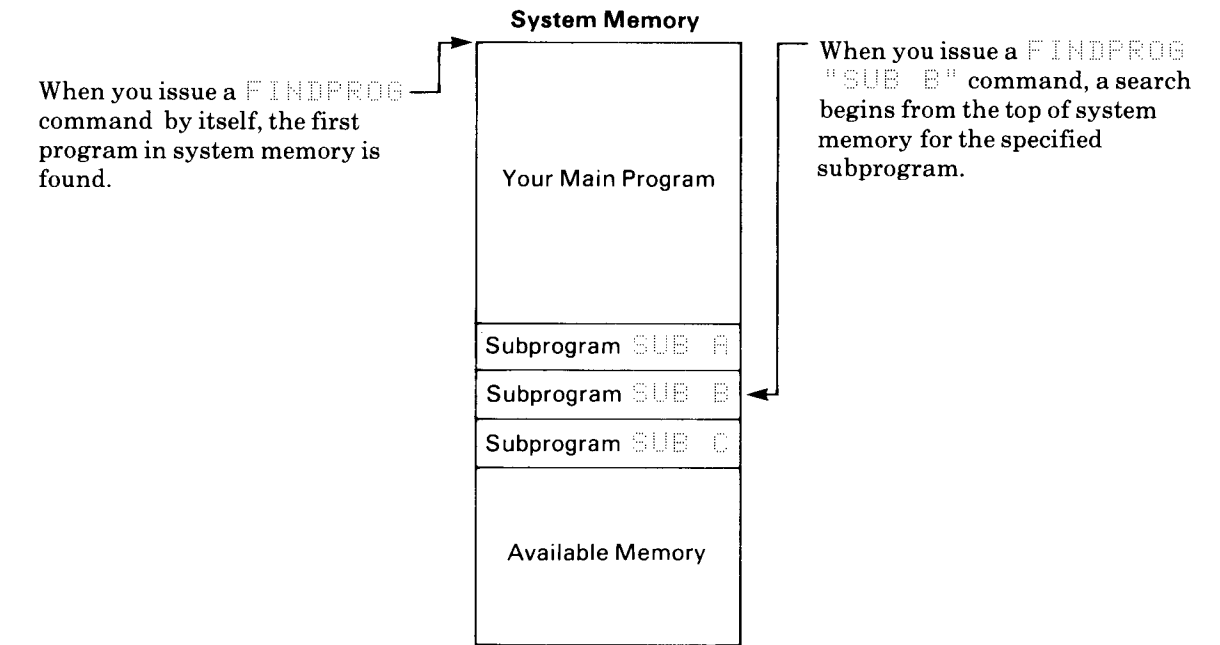 System Memory
When you issue a FINDPROG
command by itself, the first
program in system memory is
found.
When you issue a FINDPROG
"SUB B" command, a search
begins from the top of system
memory for the specified
subprogram.
Your Main Program
Subprogram SUB A
Subprogram SUB B
Subprogram SUB C
Available Memory